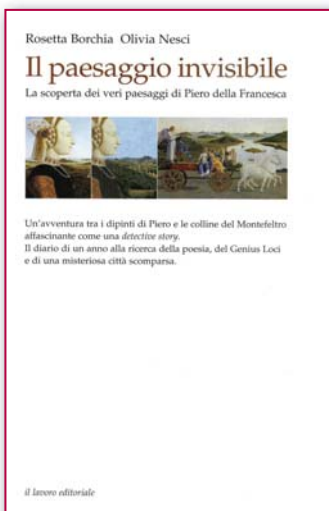 Rosetta Borchia Olivia Nesci
Il paesaggio invisibile
La scoperta dei veri paesaggi di Piero della Francesca
Un'avventura tra i dipinti di Piero e le colline del Montefeltro
affascinante come una detective story.
Il diario di un anno alla ricerca della poesia, del Genius Loci
e di una misteriosa città scomparsa.
il lavoro editoriale